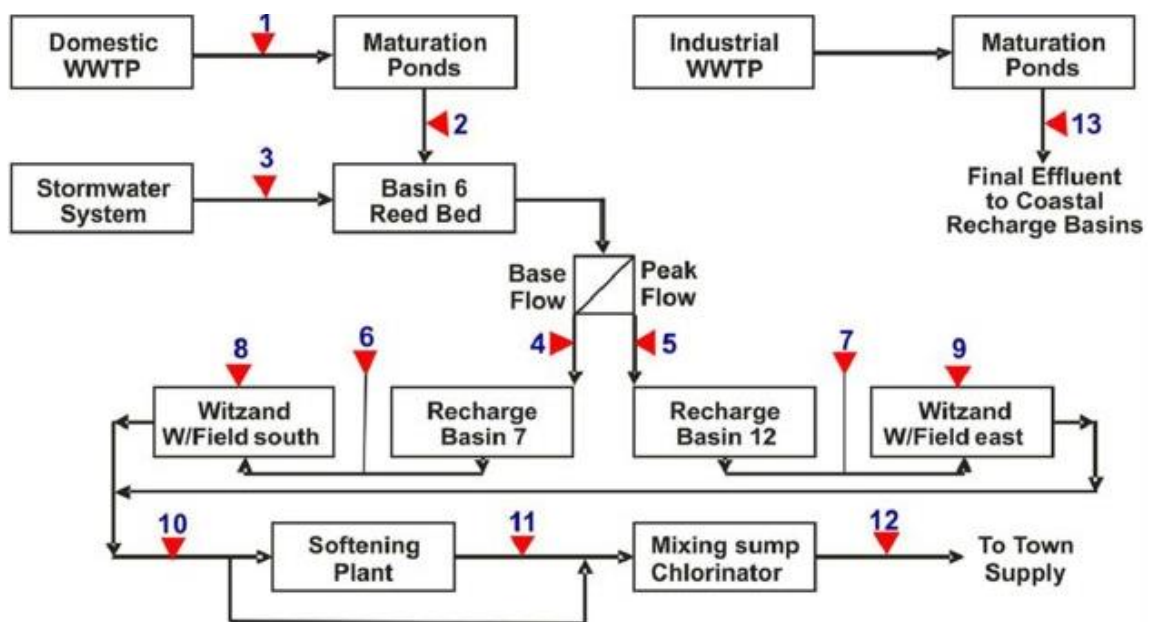 1
Domestic
WWTP
Maturation
Ponds
Industrial
WWTP
Maturation
Ponds
2
13
3
Stormwater
System
Basin 6
Reed Bed
Final Effluent
to Coastal
Recharge Basins
Base
Flow
Peak
Flow
4
5
6
7
8
9
Witzand
W/Field south
Recharge
Basin 7
Recharge
Basin 12
Witzand
W/Field east
10
11
12
Softening
Plant
Mixing sump
Chlorinator
To Town
Supply